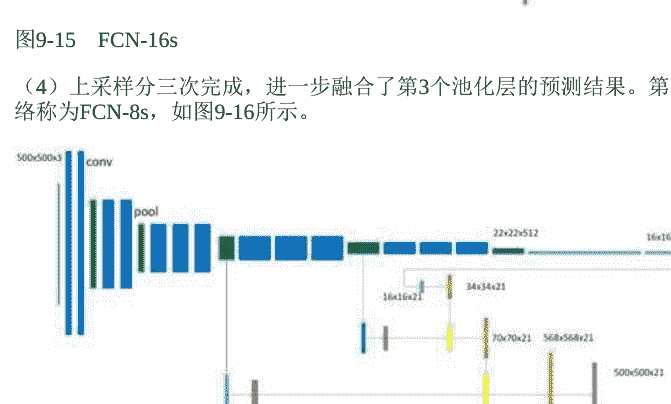 图9-15 FCN-16s
（4）上采样分三次完成，进一步融合了第3个池化层的预测结果。第
络称为FCN-8s，如图9-16所示。
500x500x3
conv
pool
22x22x512
16x16
16x16x21
34x34x21
70x70x21
568x568x21
500x500x21